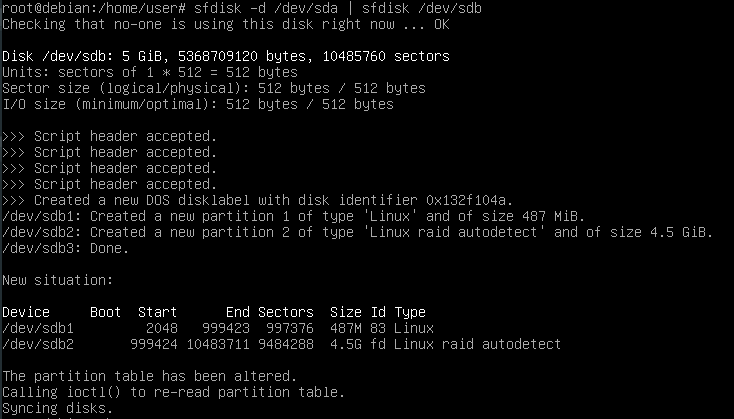 root@debian:/home/user# sfdisk -d /dev/sda | sfdisk /dev/sdb
Checking that no-one is using this disk right now ... OK
Disk /dev/sdb: 5 GiB, 5368709120 bytes, 10485760 sectors
Units: sectors of 1 * 512 = 512 bytes
Sector size (logical/physical): 512 bytes / 512 bytes
I/O size (minimum/optimal): 512 bytes / 512 bytes
>>> Script header accepted.
>>> Script header accepted.
>>> Script header accepted.
>>> Script header accepted.
>>> Created a new DOS disklabel with disk identifier 0x132f104a.
/dev/sdb1: Created a new partition 1 of type 'Linux' and of size 487 MiB.
/dev/sdb2: Created a new partition 2 of type 'Linux raid autodetect' and of size 4.5 GiB.
/dev/sdb3: Done.
New situation:
Device     Boot  Start      End Sectors  Size Id Type
/dev/sdb1         2048   999423  997376  487M 83 Linux
/dev/sdb2       999424 10483711 9484288  4.5G fd Linux raid autodetect
The partition table has been altered.
Calling ioctl() to re-read partition table.
Syncing disks.